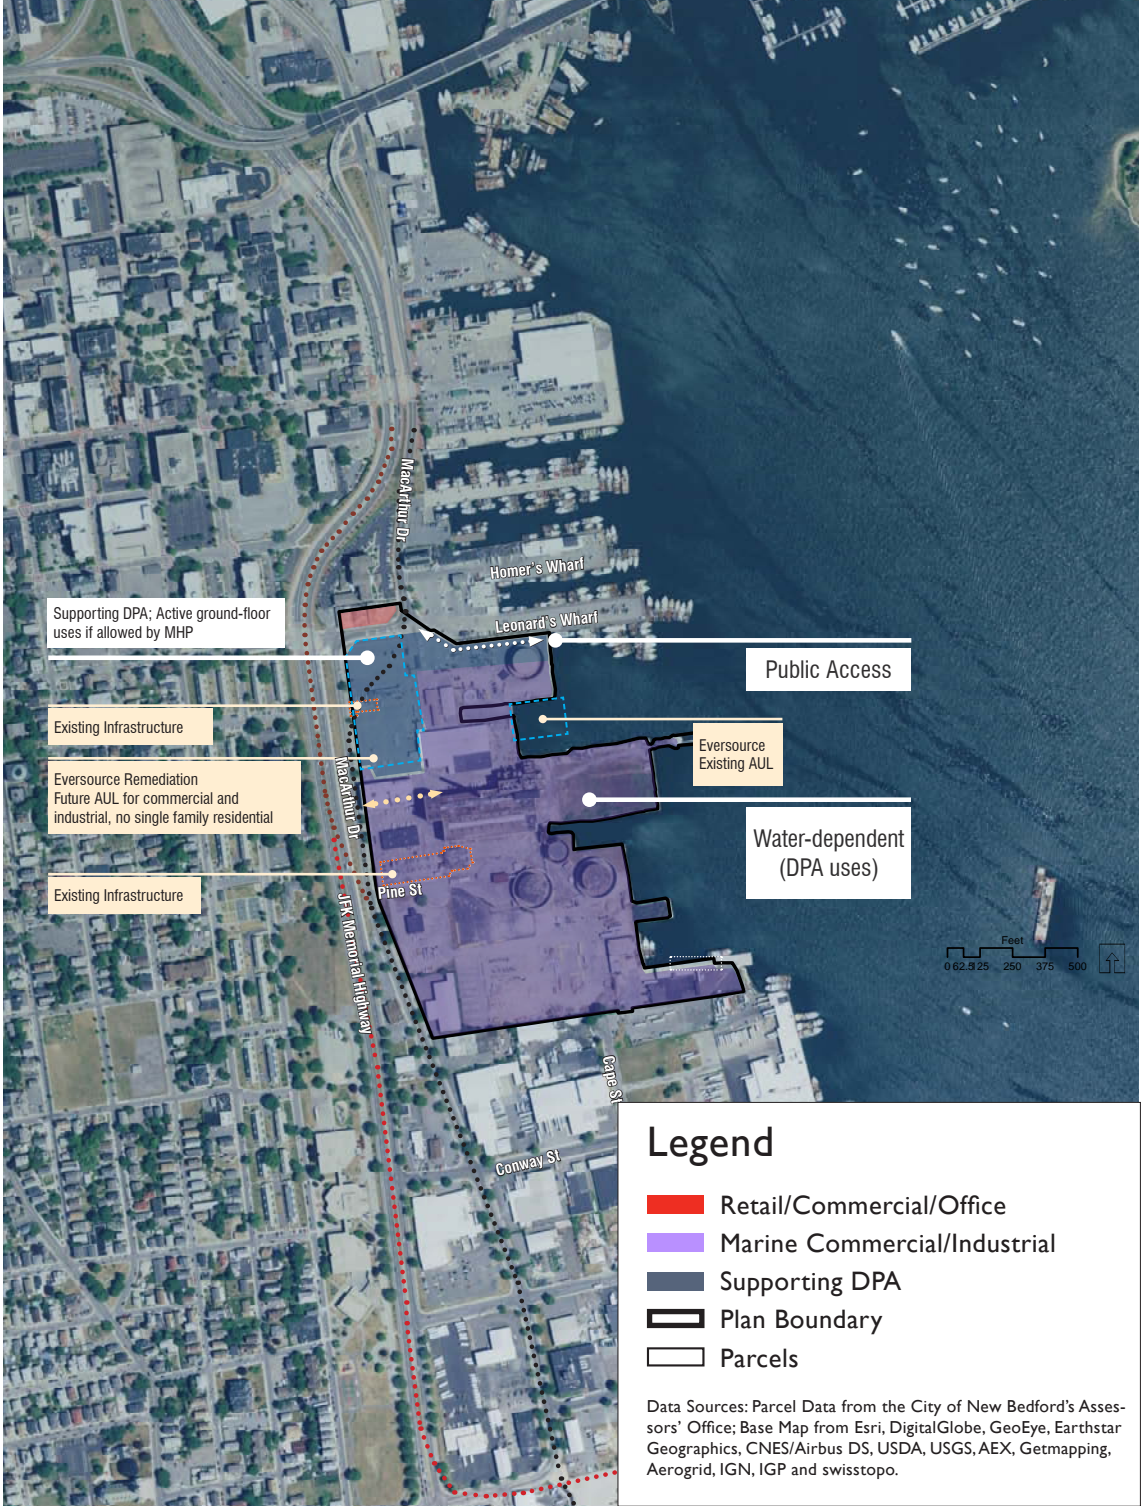 MacArthur Dr
Homer's Wharf
Leonard's Wharf
Supporting DPA; Active ground-floor
uses if allowed by MHP
Public Access
Existing Infrastructure
Eversource
Existing AUL
Eversource Remediation
Future AUL for commercial and
industrial, no single family residential
MacArthur Dr
Water-dependent
(DPA uses)
Existing Infrastructure
Pine St
JFK Memorial Highway
Feet
0 62.5 125 250 375 500
Cape St
Conway St
Legend
Retail/Commercial/Office
Marine Commercial/Industrial
Supporting DPA
Plan Boundary
Parcels
Data Sources: Parcel Data from the City of New Bedford's Asses-
sors' Office; Base Map from Esri, DigitalGlobe, GeoEye, Earthstar
Geographics, CNES/Airbus DS, USDA, USGS, AEX, Getmapping,
Aerogrid, IGN, IGP and swisstopo.